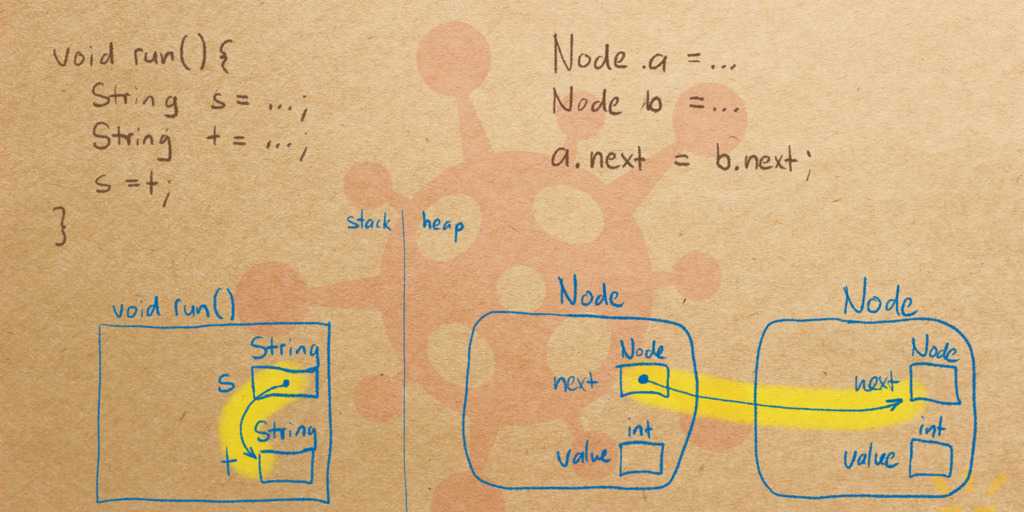 void run() {
String s = ...;
String t = ...;
s = t;
}
Node a = ...
Node b = ...
a.next = b.next;
stack heap
void run()
String
s
String
t
Node
Node
next
int
value
Node
Node
next
int
value